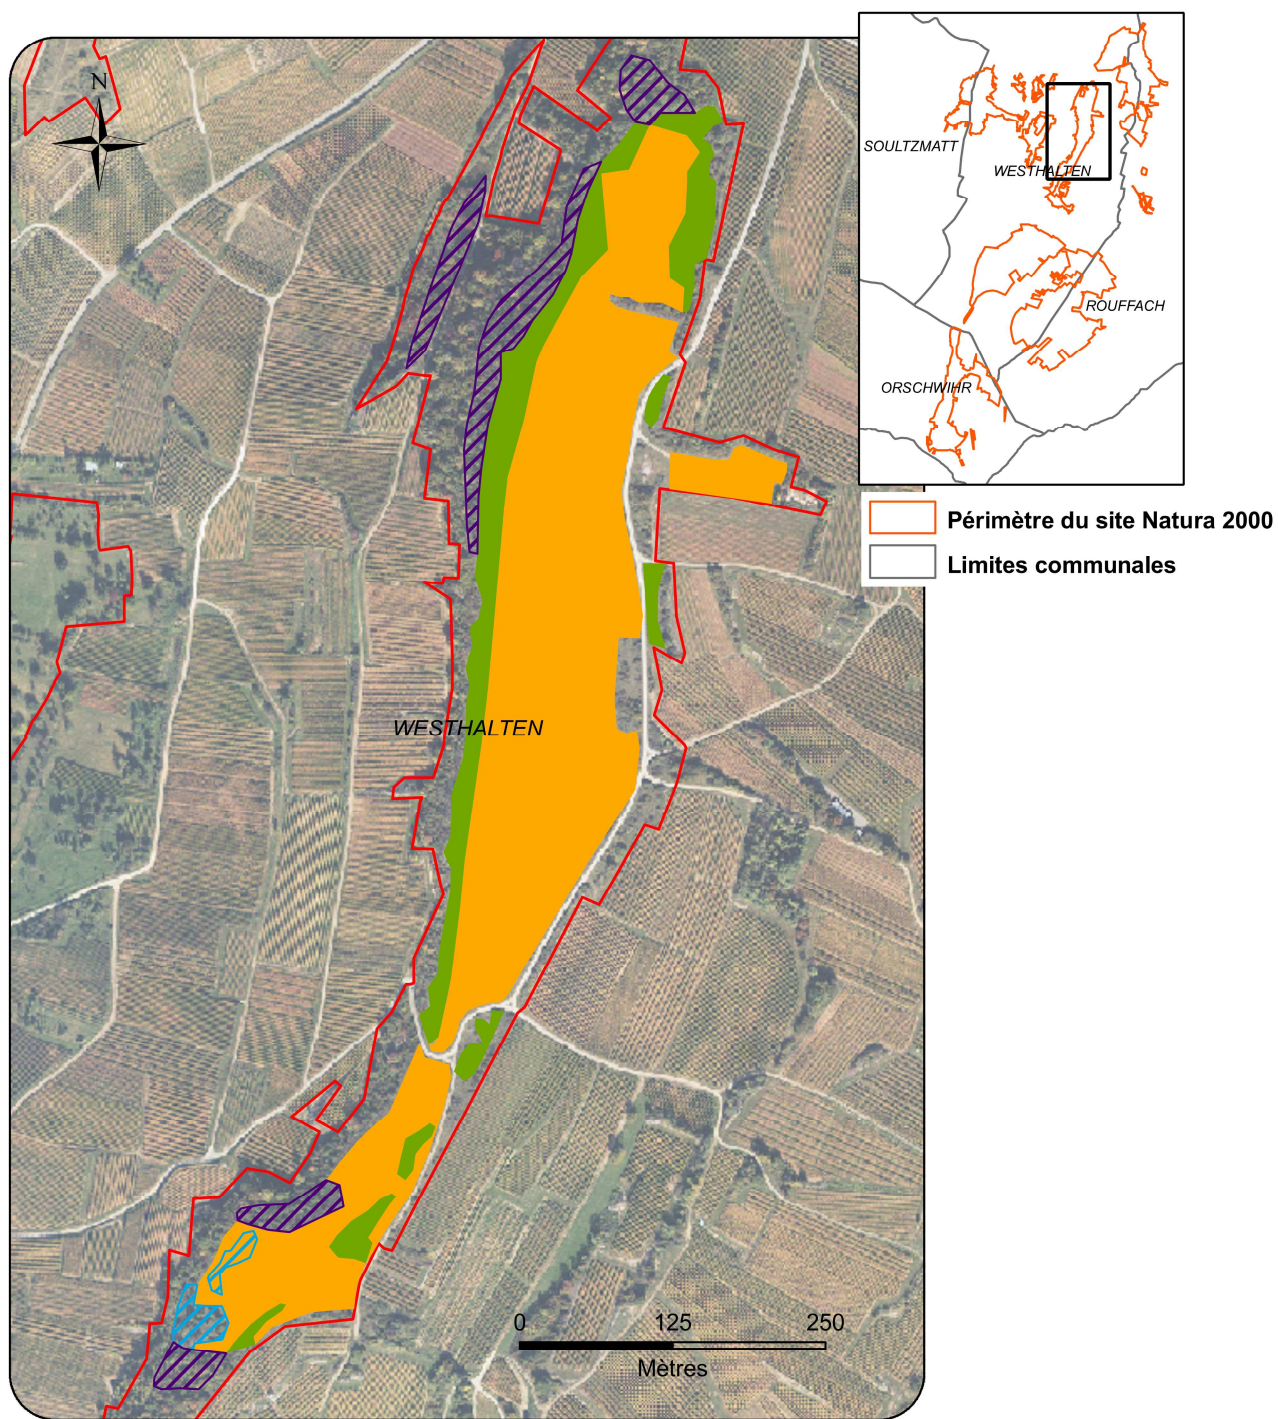 N
SOULTZMATT
WESTHALTEN
ROUFFACH
ORSCHWIHR
Périmètre du site Natura 2000
Limites communales
WESTHALTEN
0 125 250
Mètres